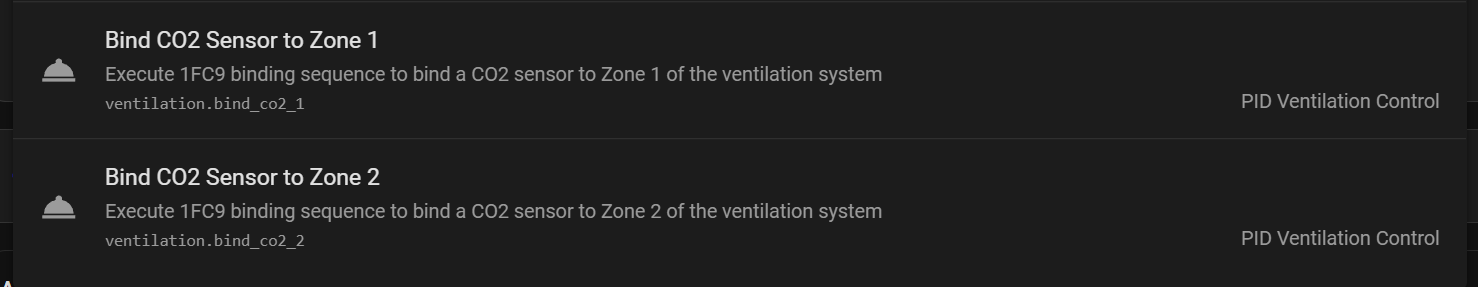 Bind CO2 Sensor to Zone 1
Execute 1FC9 binding sequence to bind a CO2 sensor to Zone 1 of the ventilation system
ventilation.bind_co2_1
PID Ventilation Control
Bind CO2 Sensor to Zone 2
Execute 1FC9 binding sequence to bind a CO2 sensor to Zone 2 of the ventilation system
ventilation.bind_co2_2
PID Ventilation Control